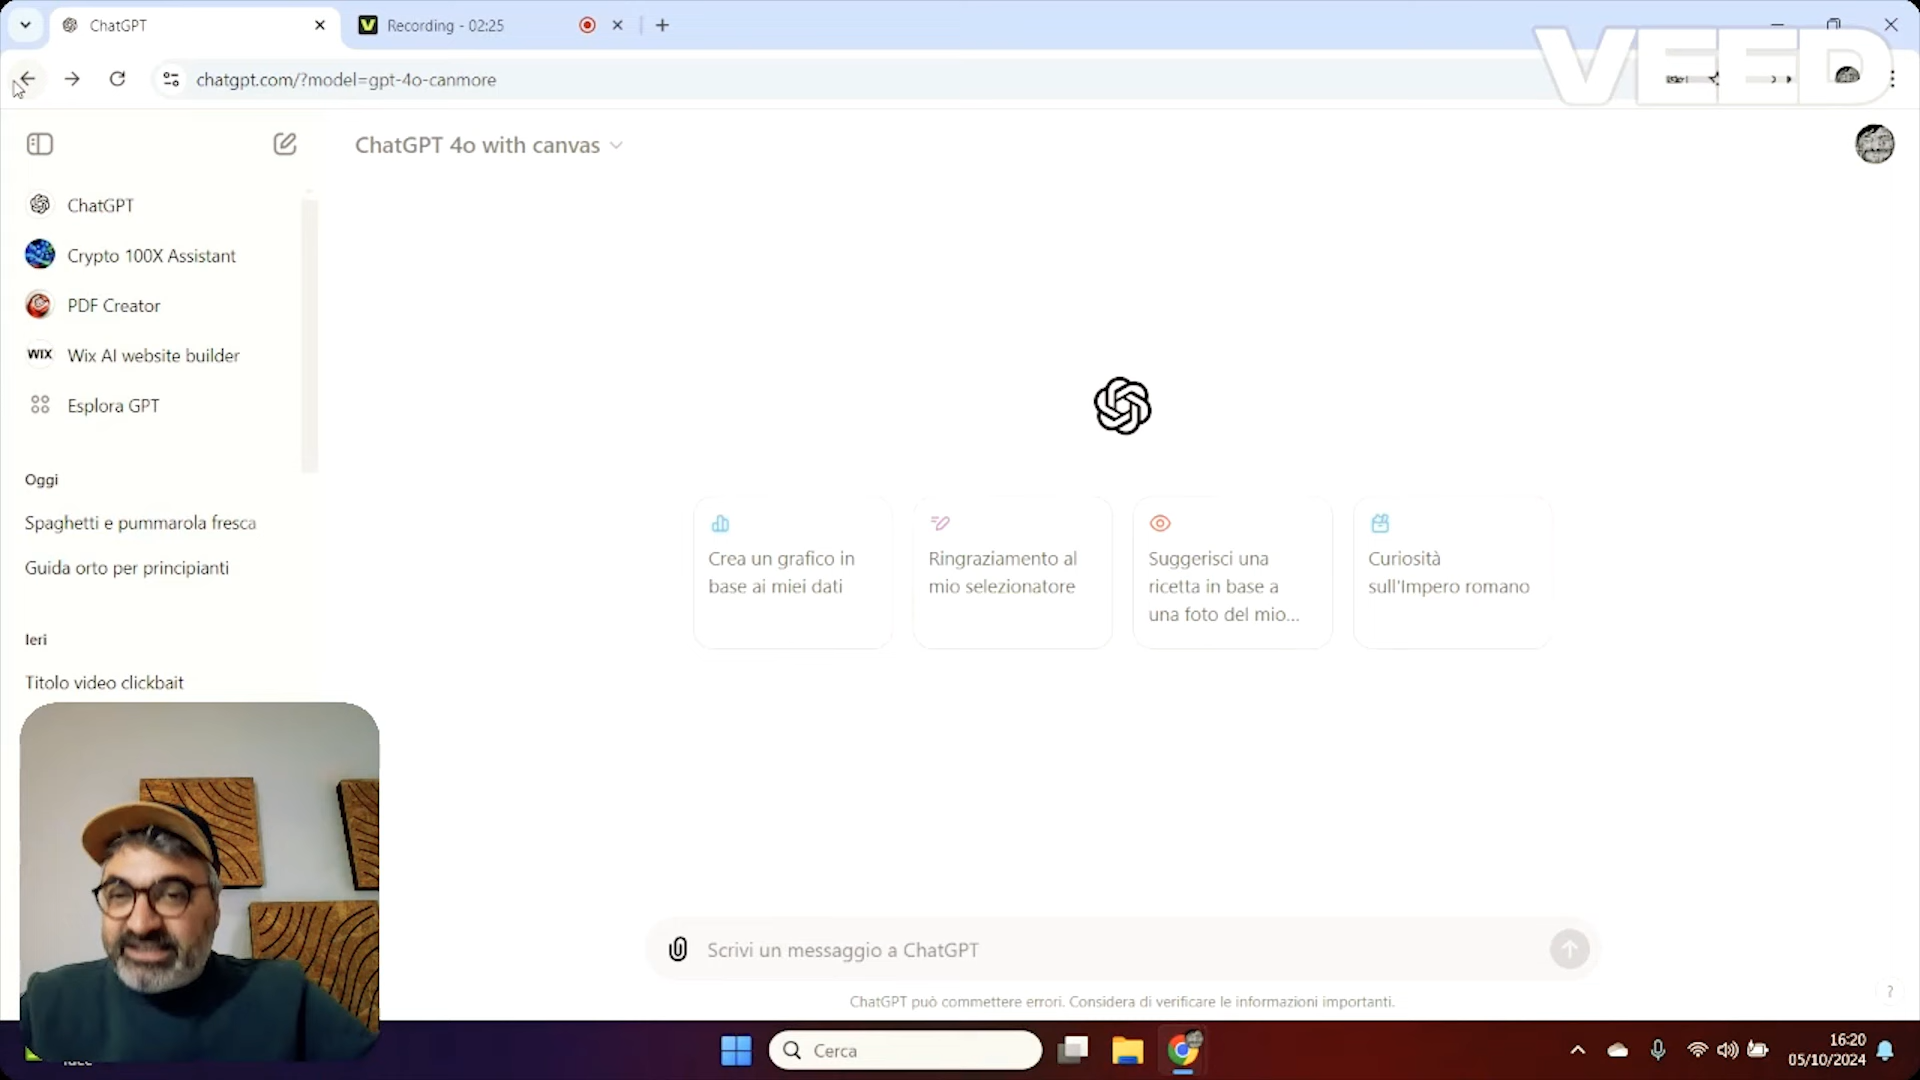 ChatGPT
Recording - 02:25
VEED
chatgpt.com/?model=gpt-4o-canmore
ChatGPT 4o with canvas
ChatGPT
Crypto 100X Assistant
PDF Creator
WIX Wix AI website builder
Esplora GPT
Oggi
Spaghetti e pummarola fresca
Guida orto per principianti
Ieri
Titolo video clickbait
Crea un grafico in
base ai miei dati
Ringraziamento al
mio selezionatore
Suggerisci una
ricetta in base a
una foto del mio...
Curiosità
sull'Impero romano
Scrivi un messaggio a ChatGPT
ChatGPT può commettere errori. Considera di verificare le informazioni importanti.
?
Cerca
16:20
05/10/2024